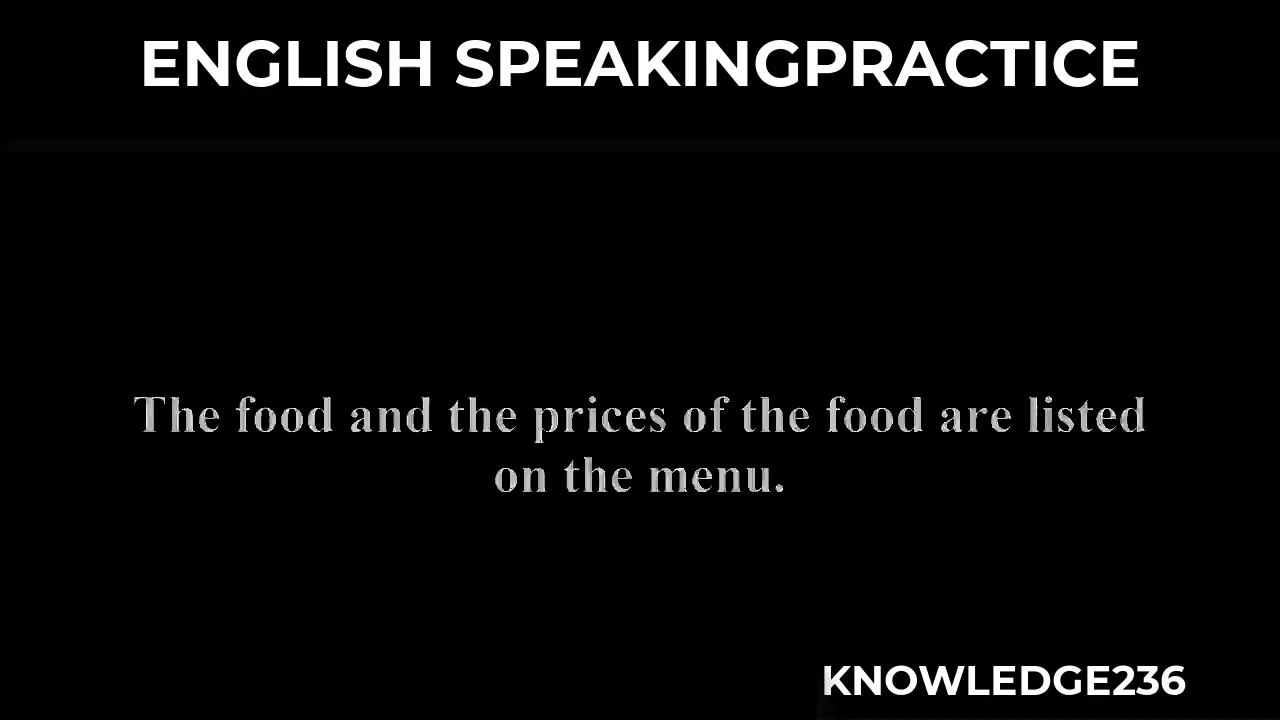 ENGLISH SPEAKINGPRACTICE
The food and the prices of the food are listed
on the menu.
KNOWLEDGE236